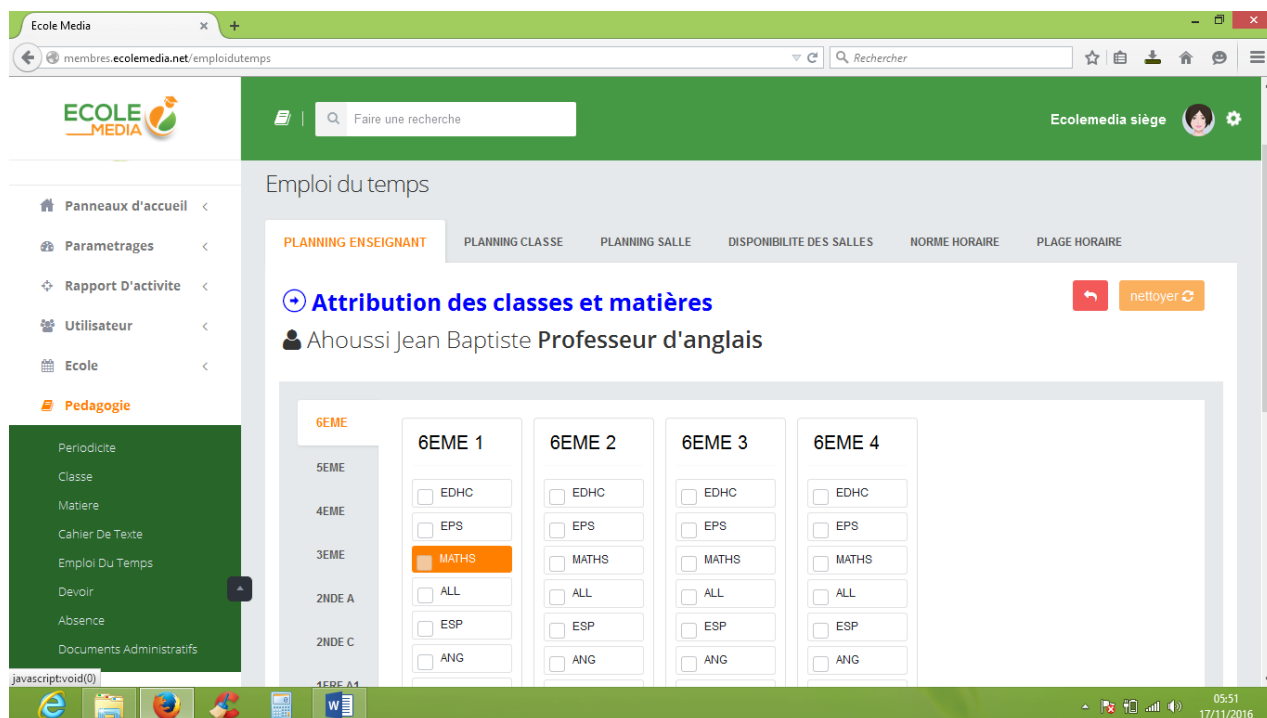 Ecole Media
membres.ecolemedia.net/emploidutemps
Rechercher
ECOLE
MEDIA
Faire une recherche
Ecolemedia siège
Panneaux d'accueil
Parametrages
Rapport D'activite
Utilisateur
Ecole
Pedagogie
Periodicite
Classe
Matiere
Cahier De Texte
Emploi Du Temps
Devoir
Absence
Documents Administratifs
Emploi du temps
PLANNING ENSEIGNANT PLANNING CLASSE PLANNING SALLE DISPONIBILITE DES SALLES NORME HORAIRE PLAGE HORAIRE
Attribution des classes et matières
nettoyer
Ahoussi Jean Baptiste Professeur d'anglais
6EME
5EME
4EME
3EME
2NDE A
2NDE C
1ERE A1
6EME 1
EDHC
EPS
MATHS
ALL
ESP
ANG
6EME 2
EDHC
EPS
MATHS
ALL
ESP
ANG
6EME 3
EDHC
EPS
MATHS
ALL
ESP
ANG
6EME 4
EDHC
EPS
MATHS
ALL
ESP
ANG
javascript:void(0)
05:51
17/11/2016